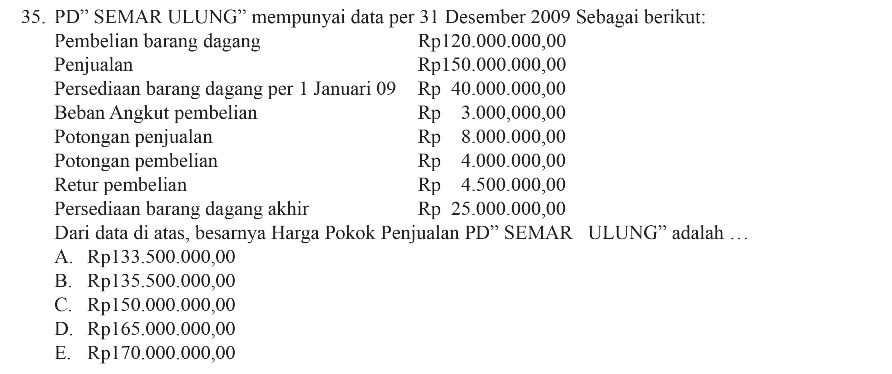 35. PD” SEMAR ULUNG” mempunyai data per 31 Desember 2009 Sebagai berikut:
Pembelian barang dagang Rp120.000.000,00
Penjualan Rp150.000.000,00
Persediaan barang dagang per 1 Januari 09 Rp 40.000.000,00
Beban Angkut pembelian Rp 3.000,000,00
Potongan penjualan Rp 8.000.000,00
Potongan pembelian Rp 4.000.000,00
Retur pembelian Rp 4.500.000,00
Persediaan barang dagang akhir Rp 25.000.000,00
Dari data di atas, besarnya Harga Pokok Penjualan PD” SEMAR ULUNG” adalah …
A. Rp133.500.000,00
B. Rp135.500.000,00
C. Rp150.000.000,00
D. Rp165.000.000,00
E. Rp170.000.000,00